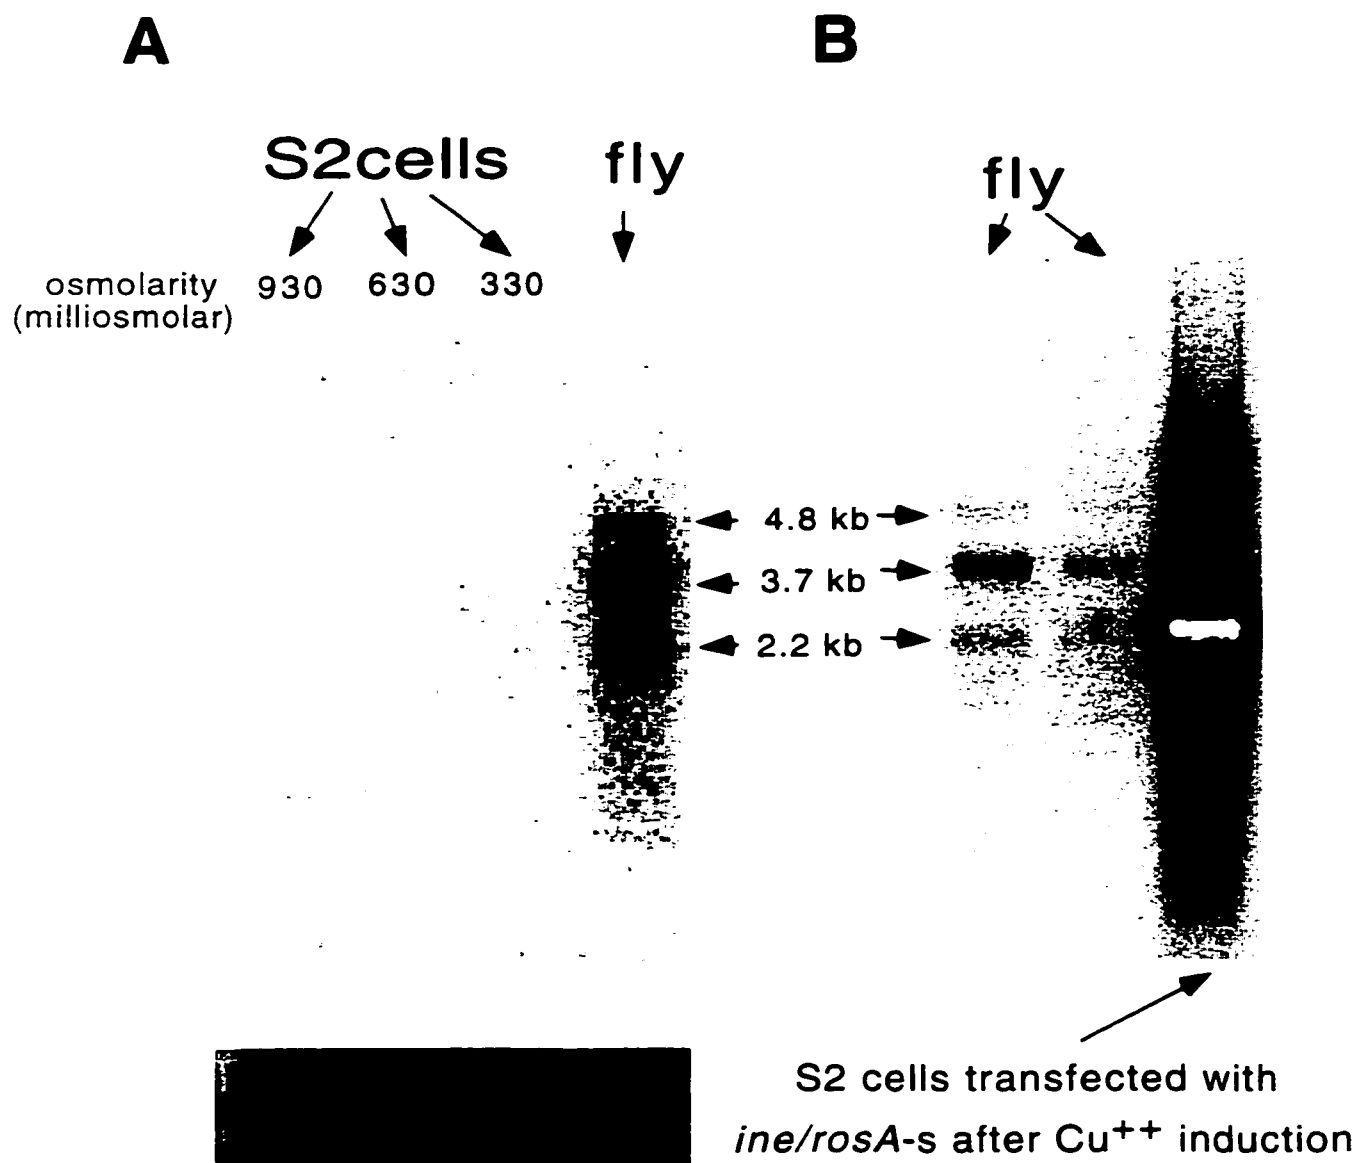 A
B
S2cells
fly
fly
osmolarity
(milliosmolar)
930
630
330
4.8 kb
3.7 kb
2.2 kb
S2 cells transfected with
ine/rosA-s after Cu++ induction